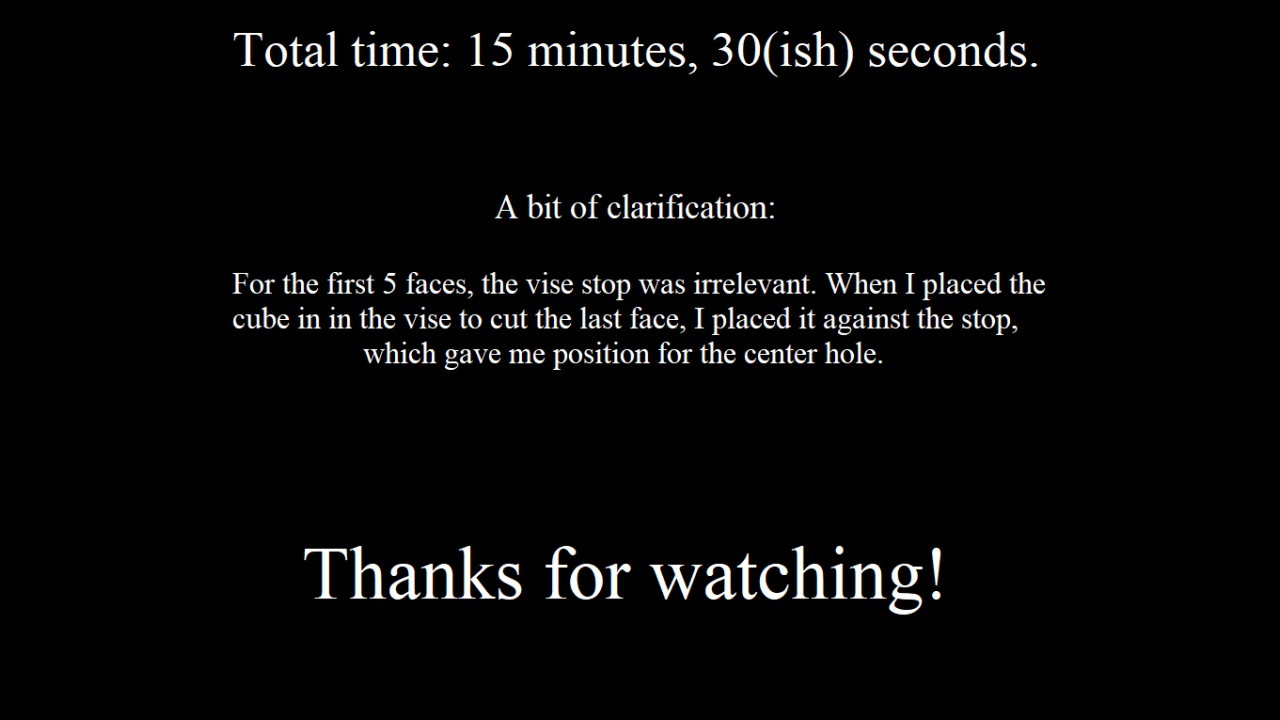 Total time: 15 minutes, 30(ish) seconds.
A bit of clarification:
For the first 5 faces, the vise stop was irrelevant. When I placed the
cube in in the vise to cut the last face, I placed it against the stop,
which gave me position for the center hole.
Thanks for watching!